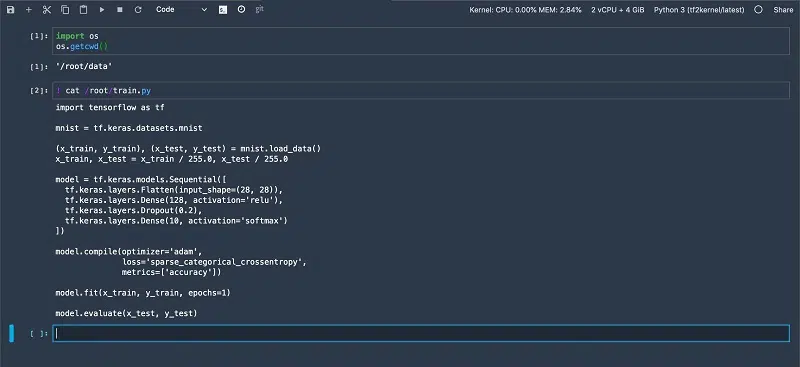 Code git Kernel: CPU: 0.00% MEM: 2.84% 2 vCPU + 4 GiB Python 3 (tf2kernel/latest) Share
[1]: import os
os.getcwd()
[1]: '/root/data'
[2]: ! cat /root/train.py
import tensorflow as tf
mnist = tf.keras.datasets.mnist
(x_train, y_train), (x_test, y_test) = mnist.load_data()
x_train, x_test = x_train / 255.0, x_test / 255.0
model = tf.keras.models.Sequential([
  tf.keras.layers.Flatten(input_shape=(28, 28)),
  tf.keras.layers.Dense(128, activation='relu'),
  tf.keras.layers.Dropout(0.2),
  tf.keras.layers.Dense(10, activation='softmax')
])
model.compile(optimizer='adam',
              loss='sparse_categorical_crossentropy',
              metrics=['accuracy'])
model.fit(x_train, y_train, epochs=1)
model.evaluate(x_test, y_test)
[ ]: